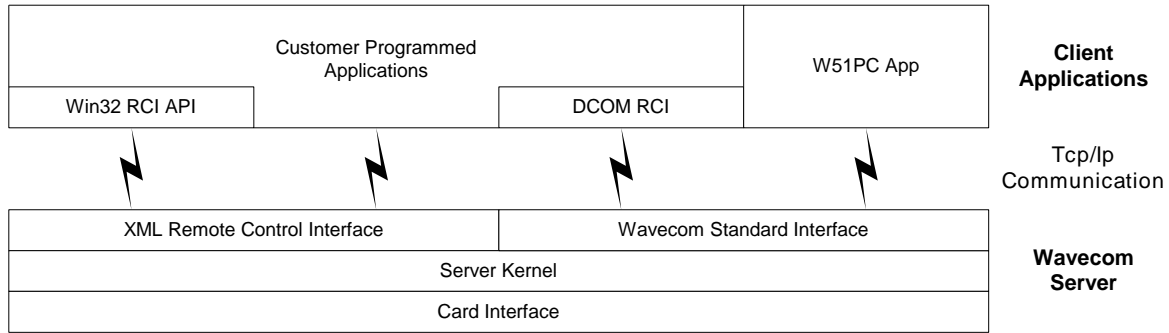 Customer Programmed
Applications
W51PC App
Client
Applications
Win32 RCI API
DCOM RCI
Tcp/Ip
Communication
XML Remote Control Interface
Wavecom Standard Interface
Server Kernel
Wavecom
Server
Card Interface